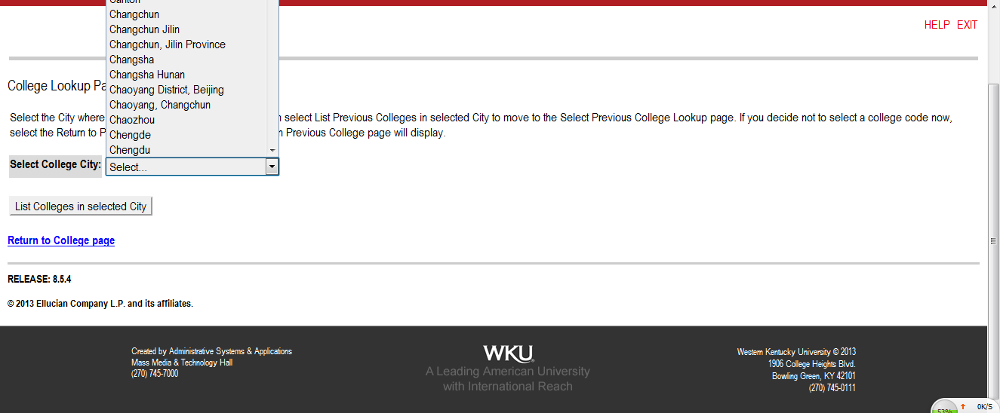 Canton
Changchun
HELP EXIT
Changchun Jilin
Changchun, Jilin Province
Changsha
Changsha Hunan
College Lookup Pa
Chaoyang District, Beijing
Chaoyang, Changchun
Select the City where
n select List Previous Colleges in selected City to move to the Select Previous College Lookup page. If you decide not to select a college code now,
Chaozhou
select the Return to P
n Previous College page will display.
Chengde
Chengdu
Select College City:
Select...
List Colleges in selected City
Return to College page
RELEASE: 8.5.4
© 2013 Ellucian Company L.P. and its affiliates.
Created by Administrative Systems & Applications
Mass Media & Technology Hall
(270) 745-7000
WKU
A Leading American University
with International Reach
Western Kentucky University © 2013
1906 College Heights Blvd.
Bowling Green, KY 42101
(270) 745-0111
53%
0K/S